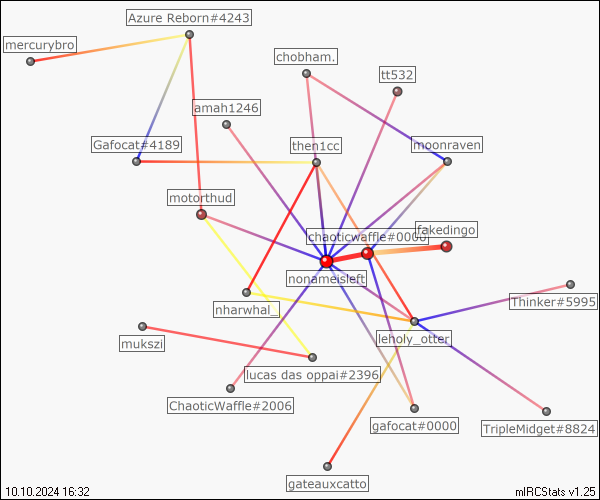 Azure Reborn#4243
mercurybro
chobham.
tt532
amah1246
Gafocat#4189
then1cc
moonraven
motorthud
chaoticwaffle#0000
fakedingo
nonameisleft
Thinker#5995
nharwhal_
leholy_otter
mukszi
lucas das oppai#2396
ChaoticWaffle#2006
gafocat#0000
TripleMidget#8824
gateauxcatto
10.10.2024 16:32
mIRCStats v1.25